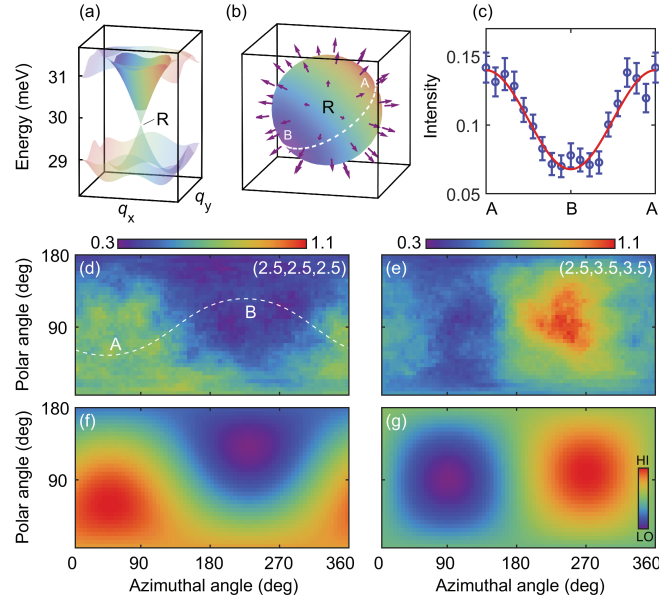 (a)
(b)
(c)
Energy (meV)
31
30
29
R
qx
qy
A
R
B
Intensity
0.15
0.1
0.05
A
B
A
0.3
1.1
0.3
1.1
Polar angle (deg)
180
90
(d)
(2.5,2.5,2.5)
A
B
(e)
(2.5,3.5,3.5)
Polar angle (deg)
180
90
0
(f)
(g)
HI
LO
0
90
180
270
360
0
90
180
270
360
Azimuthal angle (deg)
Azimuthal angle (deg)